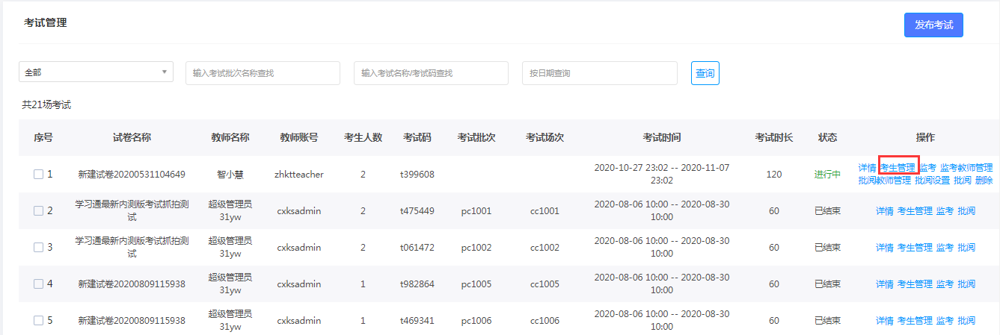 考试管理
发布考试
全部 输入考试批次名称查找 输入考试名称/考试码查找 按日期查询 查询
共21场考试
序号 试卷名称 教师名称 教师账号 考生人数 考试码 考试批次 考试场次 考试时间 考试时长 状态 操作
1 新建试卷20200531104649 智小慧 zhktteacher 2 t399608 2020-10-27 23:02 -- 2020-11-07 23:02 120 进行中 详情 考生管理 监考 监考教师管理
批阅教师管理 批阅设置 批阅 删除
2 学习通最新内测版考试抓拍测试 超级管理员31yw cxksadmin 2 t475449 pc1001 cc1001 2020-08-06 10:00 -- 2020-08-30 10:00 60 已结束 详情 考生管理 监考 批阅
3 学习通最新内测版考试抓拍测试 超级管理员31yw cxksadmin 2 t061472 pc1002 cc1002 2020-08-06 10:00 -- 2020-08-30 10:00 60 已结束 详情 考生管理 监考 批阅
4 新建试卷20200809115938 超级管理员31yw cxksadmin 1 t982864 pc1005 cc1005 2020-08-06 10:00 -- 2020-08-30 10:00 60 已结束 详情 考生管理 监考 批阅
5 新建试卷20200809115938 超级管理员31yw cxksadmin 1 t469341 pc1006 cc1006 2020-08-06 10:00 -- 2020-08-30 10:00 60 已结束 详情 考生管理 监考 批阅